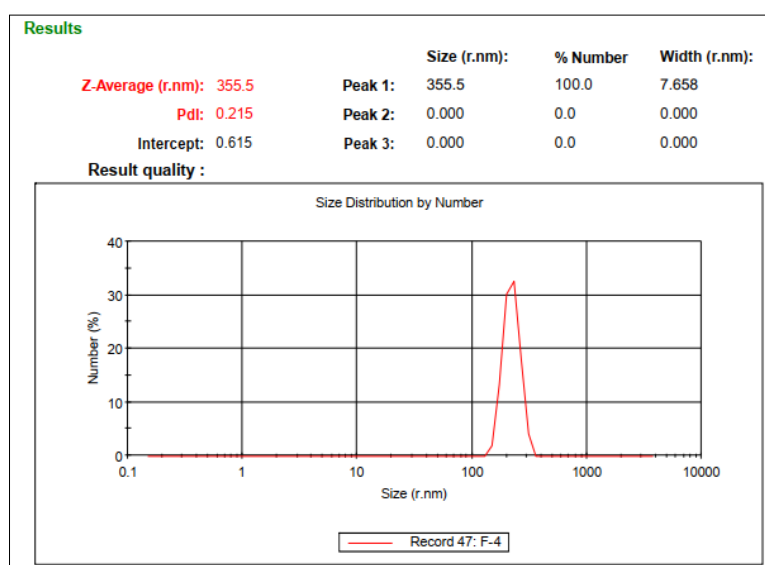 Results
Size (r.nm): % Number Width (r.nm):
Z-Average (r.nm): 355.5 Peak 1: 355.5 100.0 7.658
PdI: 0.215 Peak 2: 0.000 0.0 0.000
Intercept: 0.615 Peak 3: 0.000 0.0 0.000
Result quality :
Size Distribution by Number
40
30
20
10
0
Number (%)
0.1 1 10 100 1000 10000
Size (r.nm)
Record 47: F-4